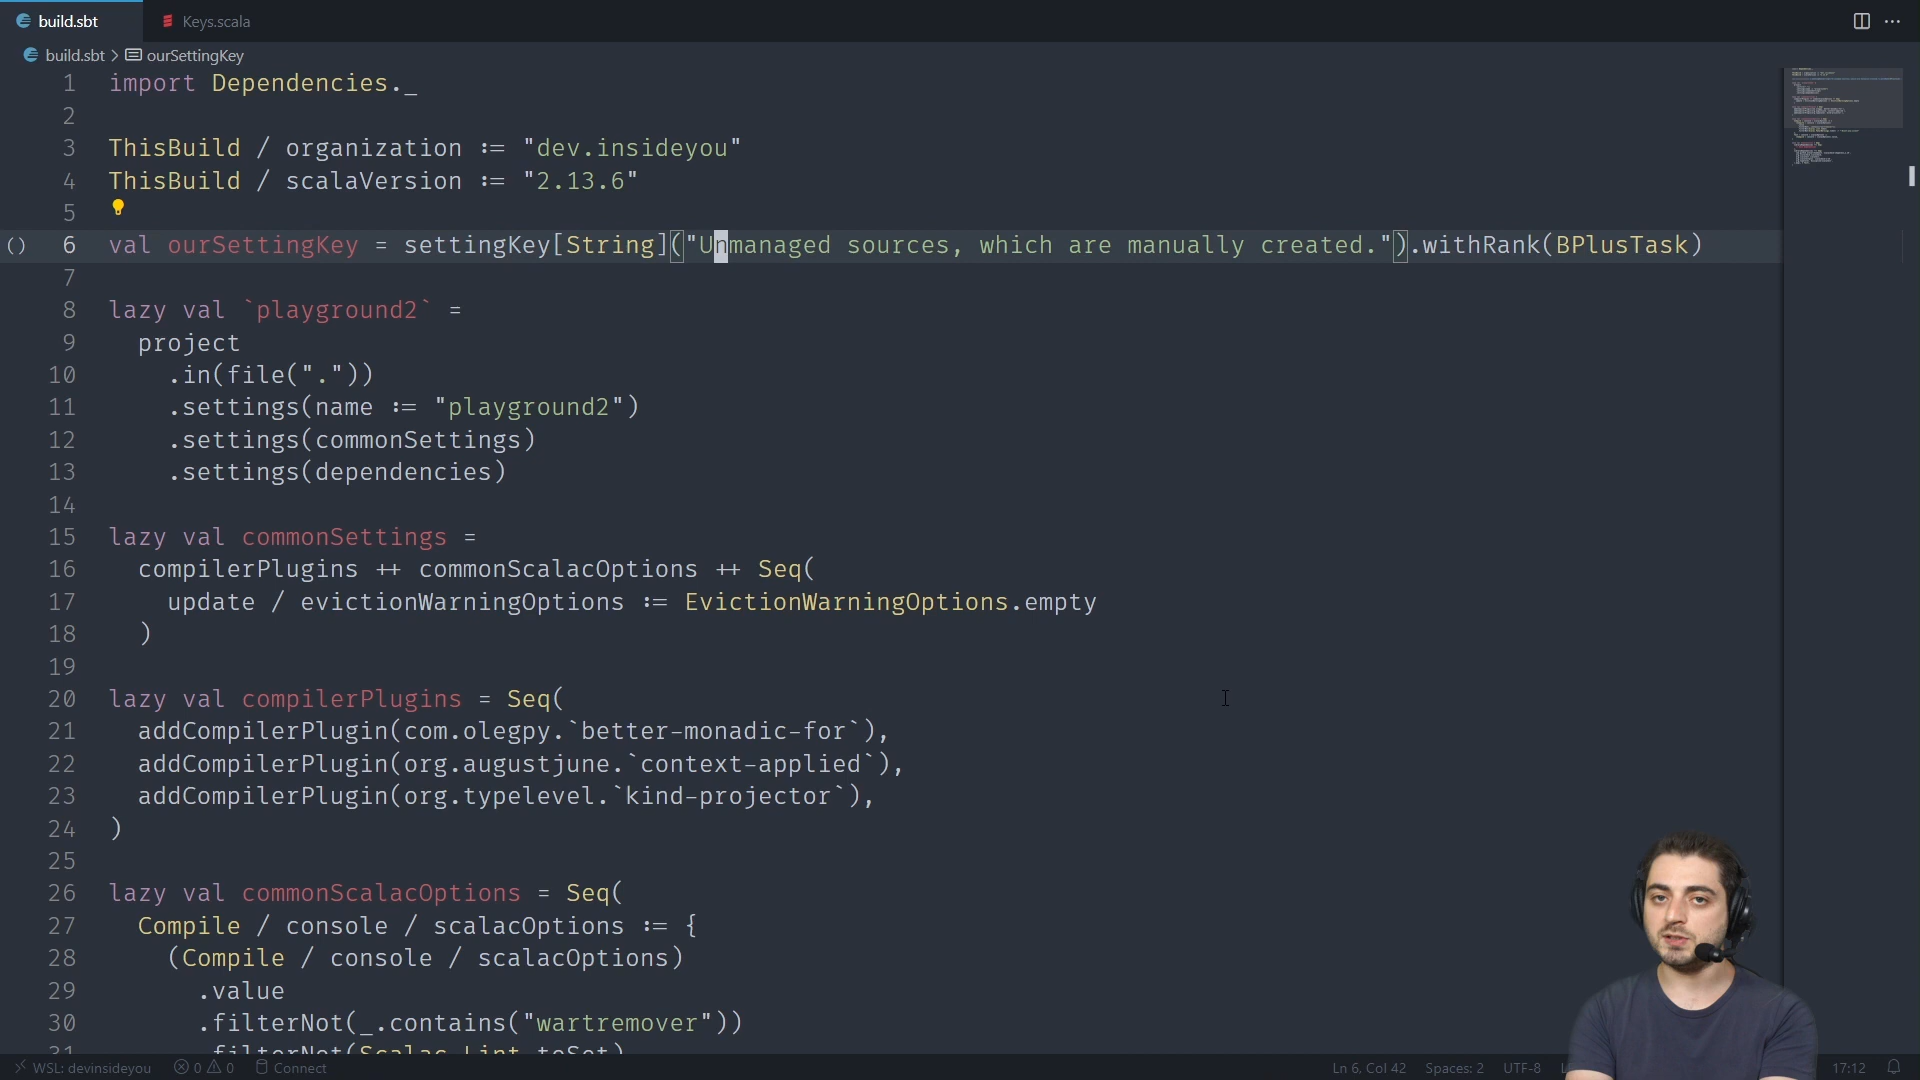 build.sbt
Keys.scala
build.sbt > ourSettingKey
1 import Dependencies._
2
3 ThisBuild / organization := "dev.insideyou"
4 ThisBuild / scalaVersion := "2.13.6"
5
6 val ourSettingKey = settingKey[String]("Unmanaged sources, which are manually created.").withRank(BPlusTask)
7
8 lazy val `playground2` =
9 project
10 .in(file("."))
11 .settings(name := "playground2")
12 .settings(commonSettings)
13 .settings(dependencies)
14
15 lazy val commonSettings =
16 compilerPlugins ++ commonScalacOptions ++ Seq(
17 update / evictionWarningOptions := EvictionWarningOptions.empty
18 )
19
20 lazy val compilerPlugins = Seq(
21 addCompilerPlugin(com.olegpy.`better-monadic-for`),
22 addCompilerPlugin(org.augustjune.`context-applied`),
23 addCompilerPlugin(org.typelevel.`kind-projector`),
24 )
25
26 lazy val commonScalacOptions = Seq(
27 Compile / console / scalacOptions := {
28 (Compile / console / scalacOptions)
29 .value
30 .filterNot(_.contains("wartremover"))
31 .filterNot(Scalac.Lint.toSet)
WSL: devinsideyou 0 0 Connect Ln 6, Col 42 Spaces: 2 UTF-8 17:12